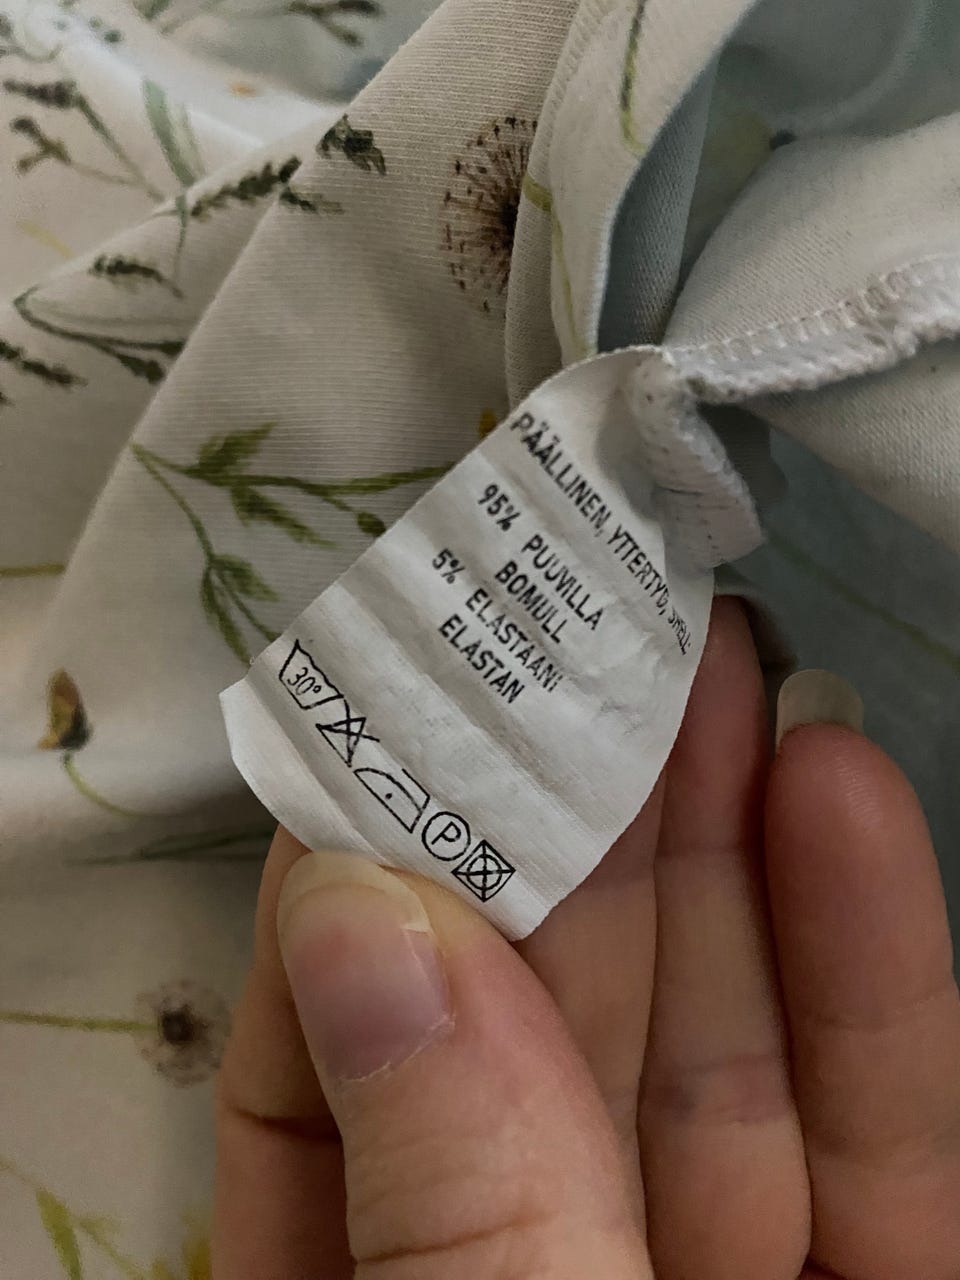 PÄÄLLINEN, YTTERTYG, SHELL:
95% PUUVILLA
BOMULL
5% ELASTAANI
ELASTAN
30°
P